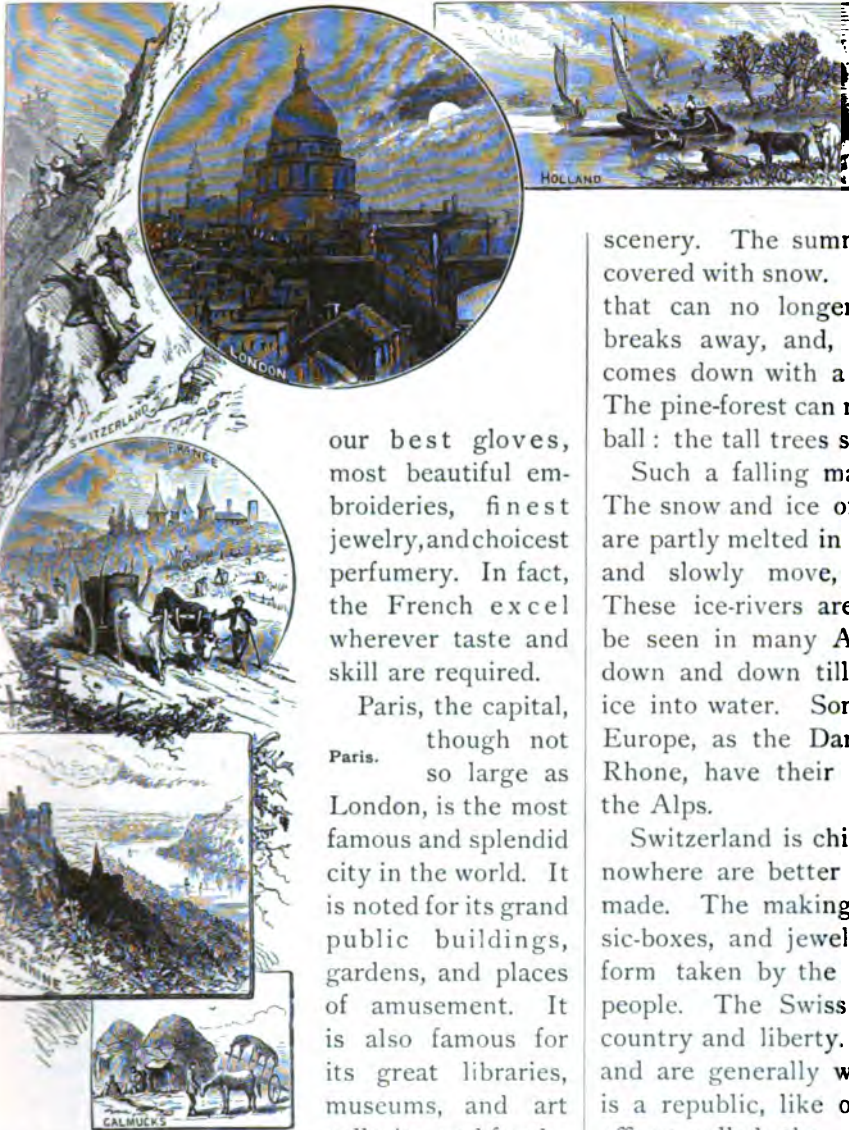 HOLLAND
LONDON
SWITZERLAND
FRANCE
RHINE
CALMUCKS
our best gloves,
most beautiful em-
broideries, finest
jewelry, and choicest
perfumery. In fact,
the French excel
wherever taste and
skill are required.
Paris, the capital,
Paris.
though not
so large as
London, is the most
famous and splendid
city in the world. It
is noted for its grand
public buildings,
gardens, and places
of amusement. It
is also famous for
its great libraries,
museums, and art
scenery. The summ
covered with snow.
that can no longer
breaks away, and,
comes down with a
The pine-forest can
ball: the tall trees s
Such a falling ma
The snow and ice
are partly melted in
and slowly move,
These ice-rivers are
be seen in many A
down and down till
ice into water. Som
Europe, as the Dan
Rhone, have their
the Alps.
Switzerland is chi
nowhere are better
made. The making
sic-boxes, and jewel
form taken by the
people. The Swiss
country and liberty.
and are generally w
is a republic, like o